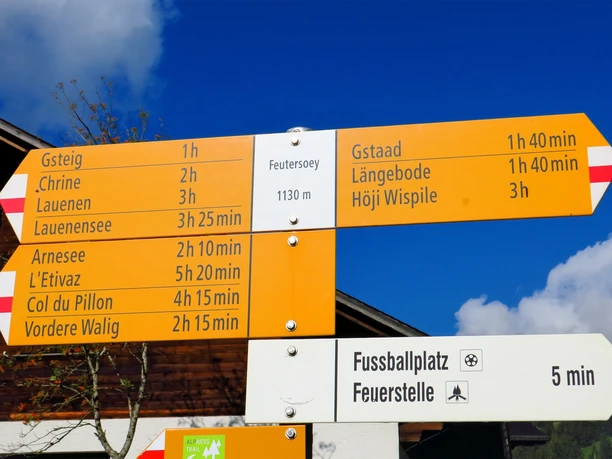 Gsteig 1h
Chrine 2h
Lauenen 3h
Lauenensee 3h 25min
Feutersoey
1130 m
Gstaad 1h 40min
Längebode 1h 40min
Höji Wispile 3h
Arnesee 2h 10min
L'Etivaz 5h 20min
Col du Pillon 4h 15min
Vordere Walig 2h 15min
Fussballplatz
Feuerstelle
5 min
ALPNESS
TRAIL